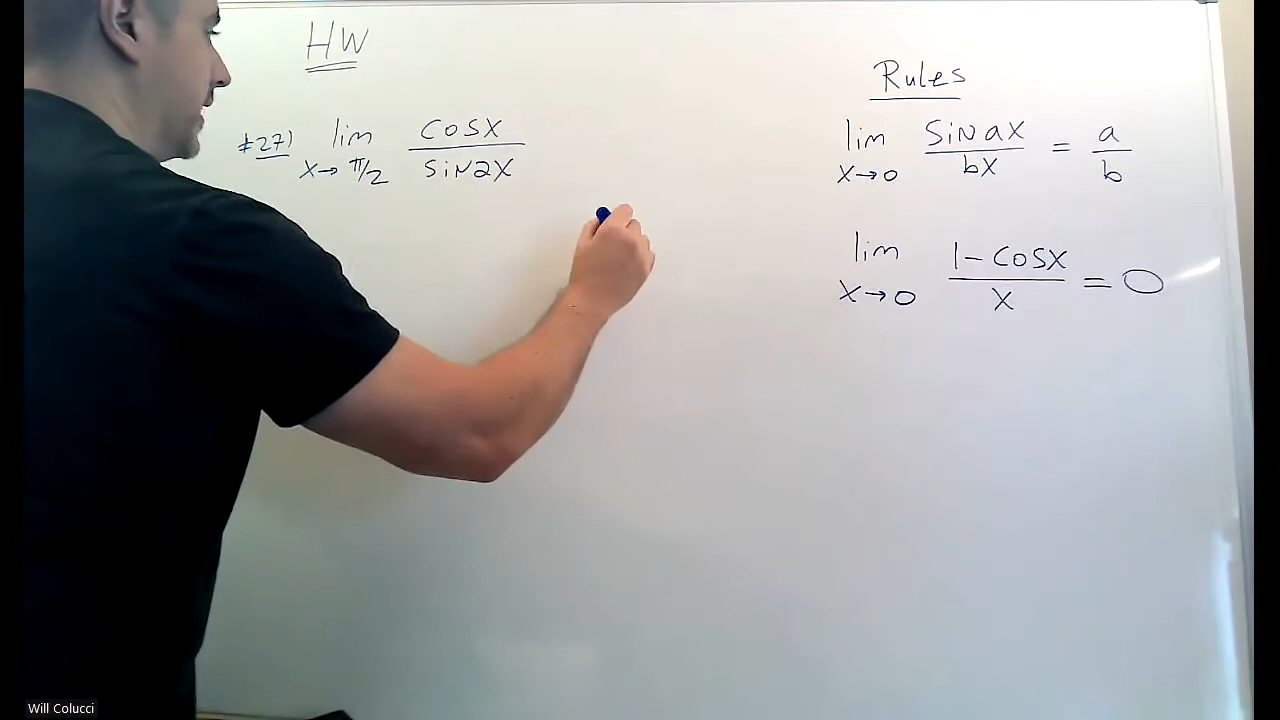 HW
#27) lim x→π/2 cosx/sin2x
Rules
lim x→0 sin ax/bx = a/b
lim x→0 1-cosx/x = 0
Will Colucci